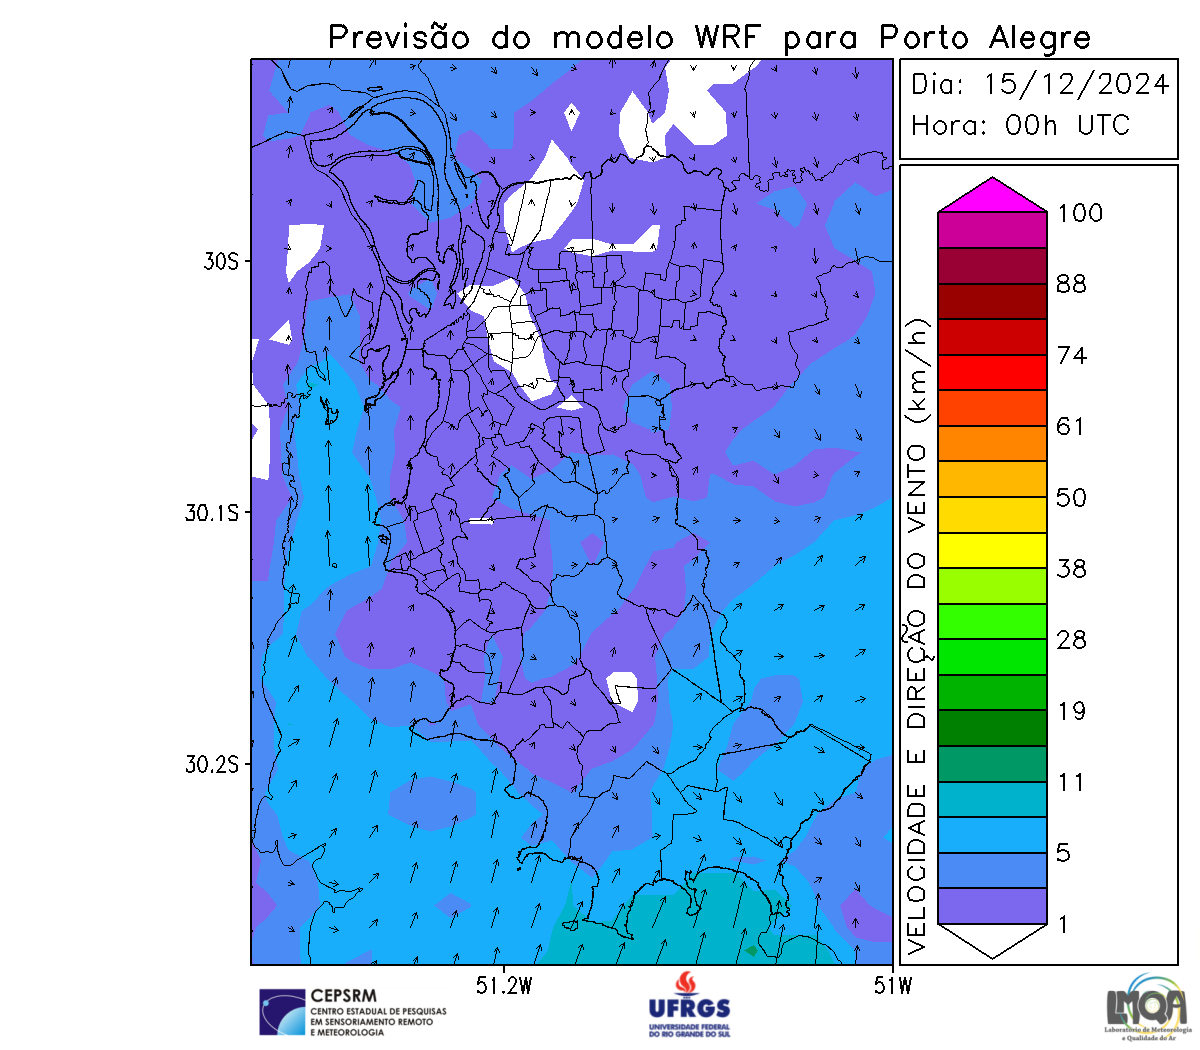 Previsão do modelo WRF para Porto Alegre
Dia: 15/12/2024
Hora: 00h UTC
30S
30.1S
30.2S
51.2W
51W
VELOCIDADE E DIREÇÃO DO VENTO (km/h)
100
88
74
61
50
38
28
19
11
5
1
CEPSRM
CENTRO ESTADUAL DE PESQUISAS
EM SENSORIAMENTO REMOTO
E METEOROLOGIA
UFRGS
UNIVERSIDADE FEDERAL
DO RIO GRANDE DO SUL
LMQA
Laboratório de Meteorologia
e Qualidade do Ar